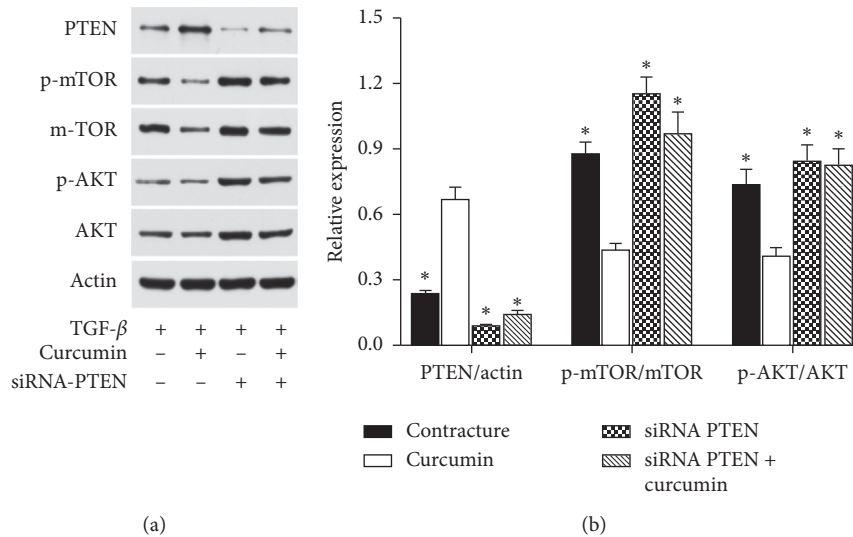 PTEN
p-mTOR
m-TOR
p-AKT
AKT
Actin
TGF-β + + + +
Curcumin – + – +
siRNA-PTEN – – + +
(a)
Relative expression
1.5
1.2
0.9
0.6
0.3
0.0
* * *
* * *
* * *
PTEN/actin p-mTOR/mTOR p-AKT/AKT
Contracture
Curcumin
siRNA PTEN
siRNA PTEN +
curcumin
(b)